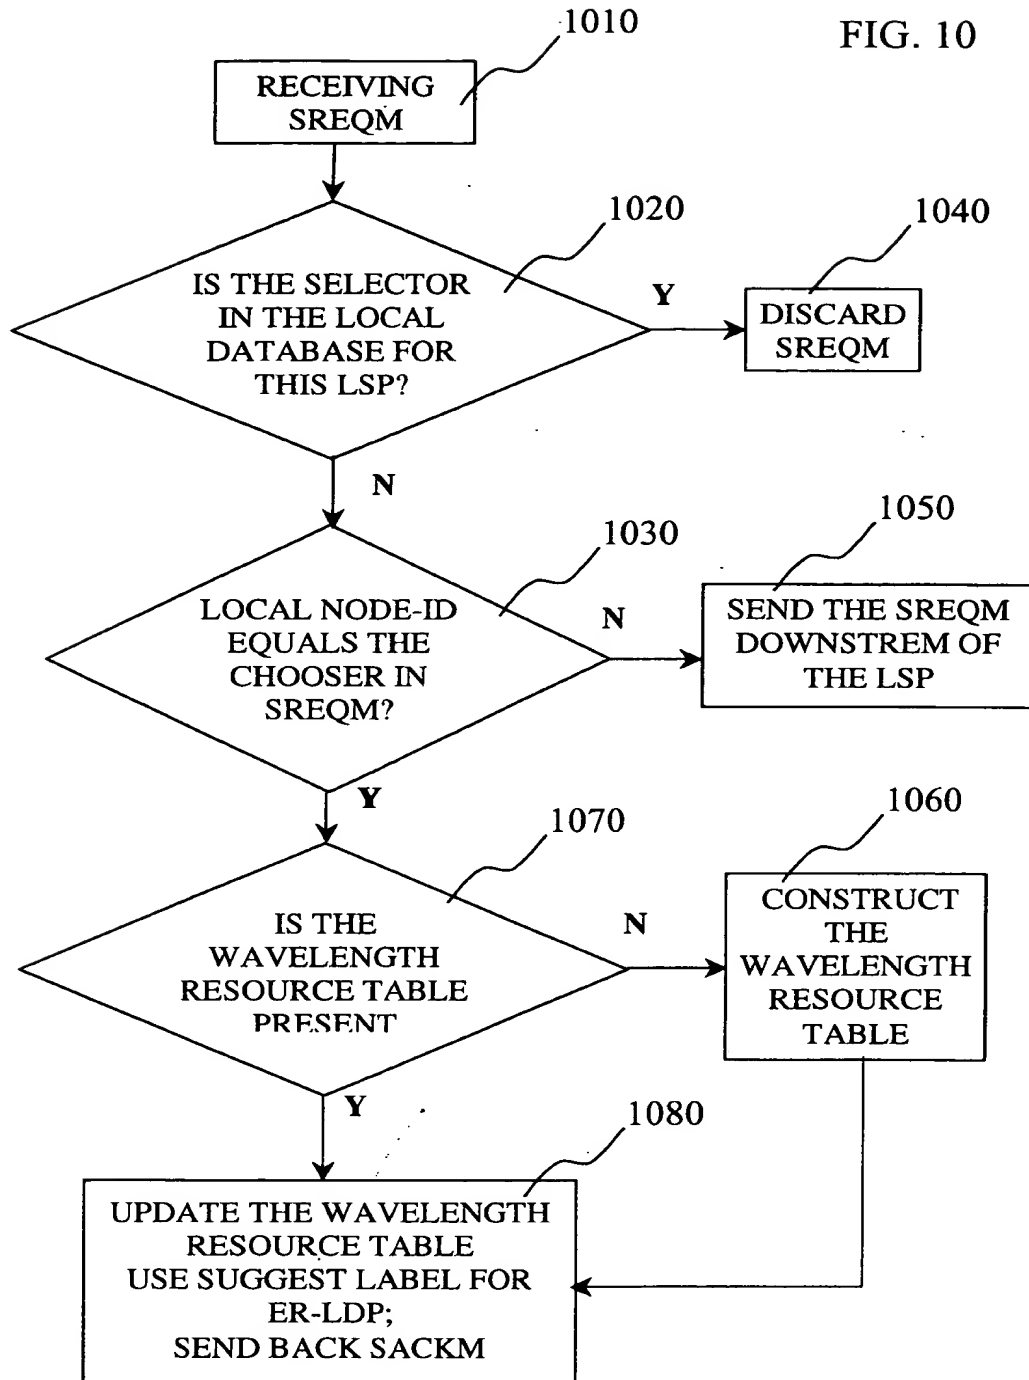 FIG. 10
1010
RECEIVING
SREQM
1020
IS THE SELECTOR
IN THE LOCAL
DATABASE FOR
THIS LSP?
Y
1040
DISCARD
SREQM
N
1030
LOCAL NODE-ID
EQUALS THE
CHOOSER IN
SREQM?
N
1050
SEND THE SREQM
DOWNSTREM OF
THE LSP
Y
1070
IS THE
WAVELENGTH
RESOURCE TABLE
PRESENT
N
1060
CONSTRUCT
THE
WAVELENGTH
RESOURCE
TABLE
Y
1080
UPDATE THE WAVELENGTH
RESOURCE TABLE
USE SUGGEST LABEL FOR
ER-LDP;
SEND BACK SACKM